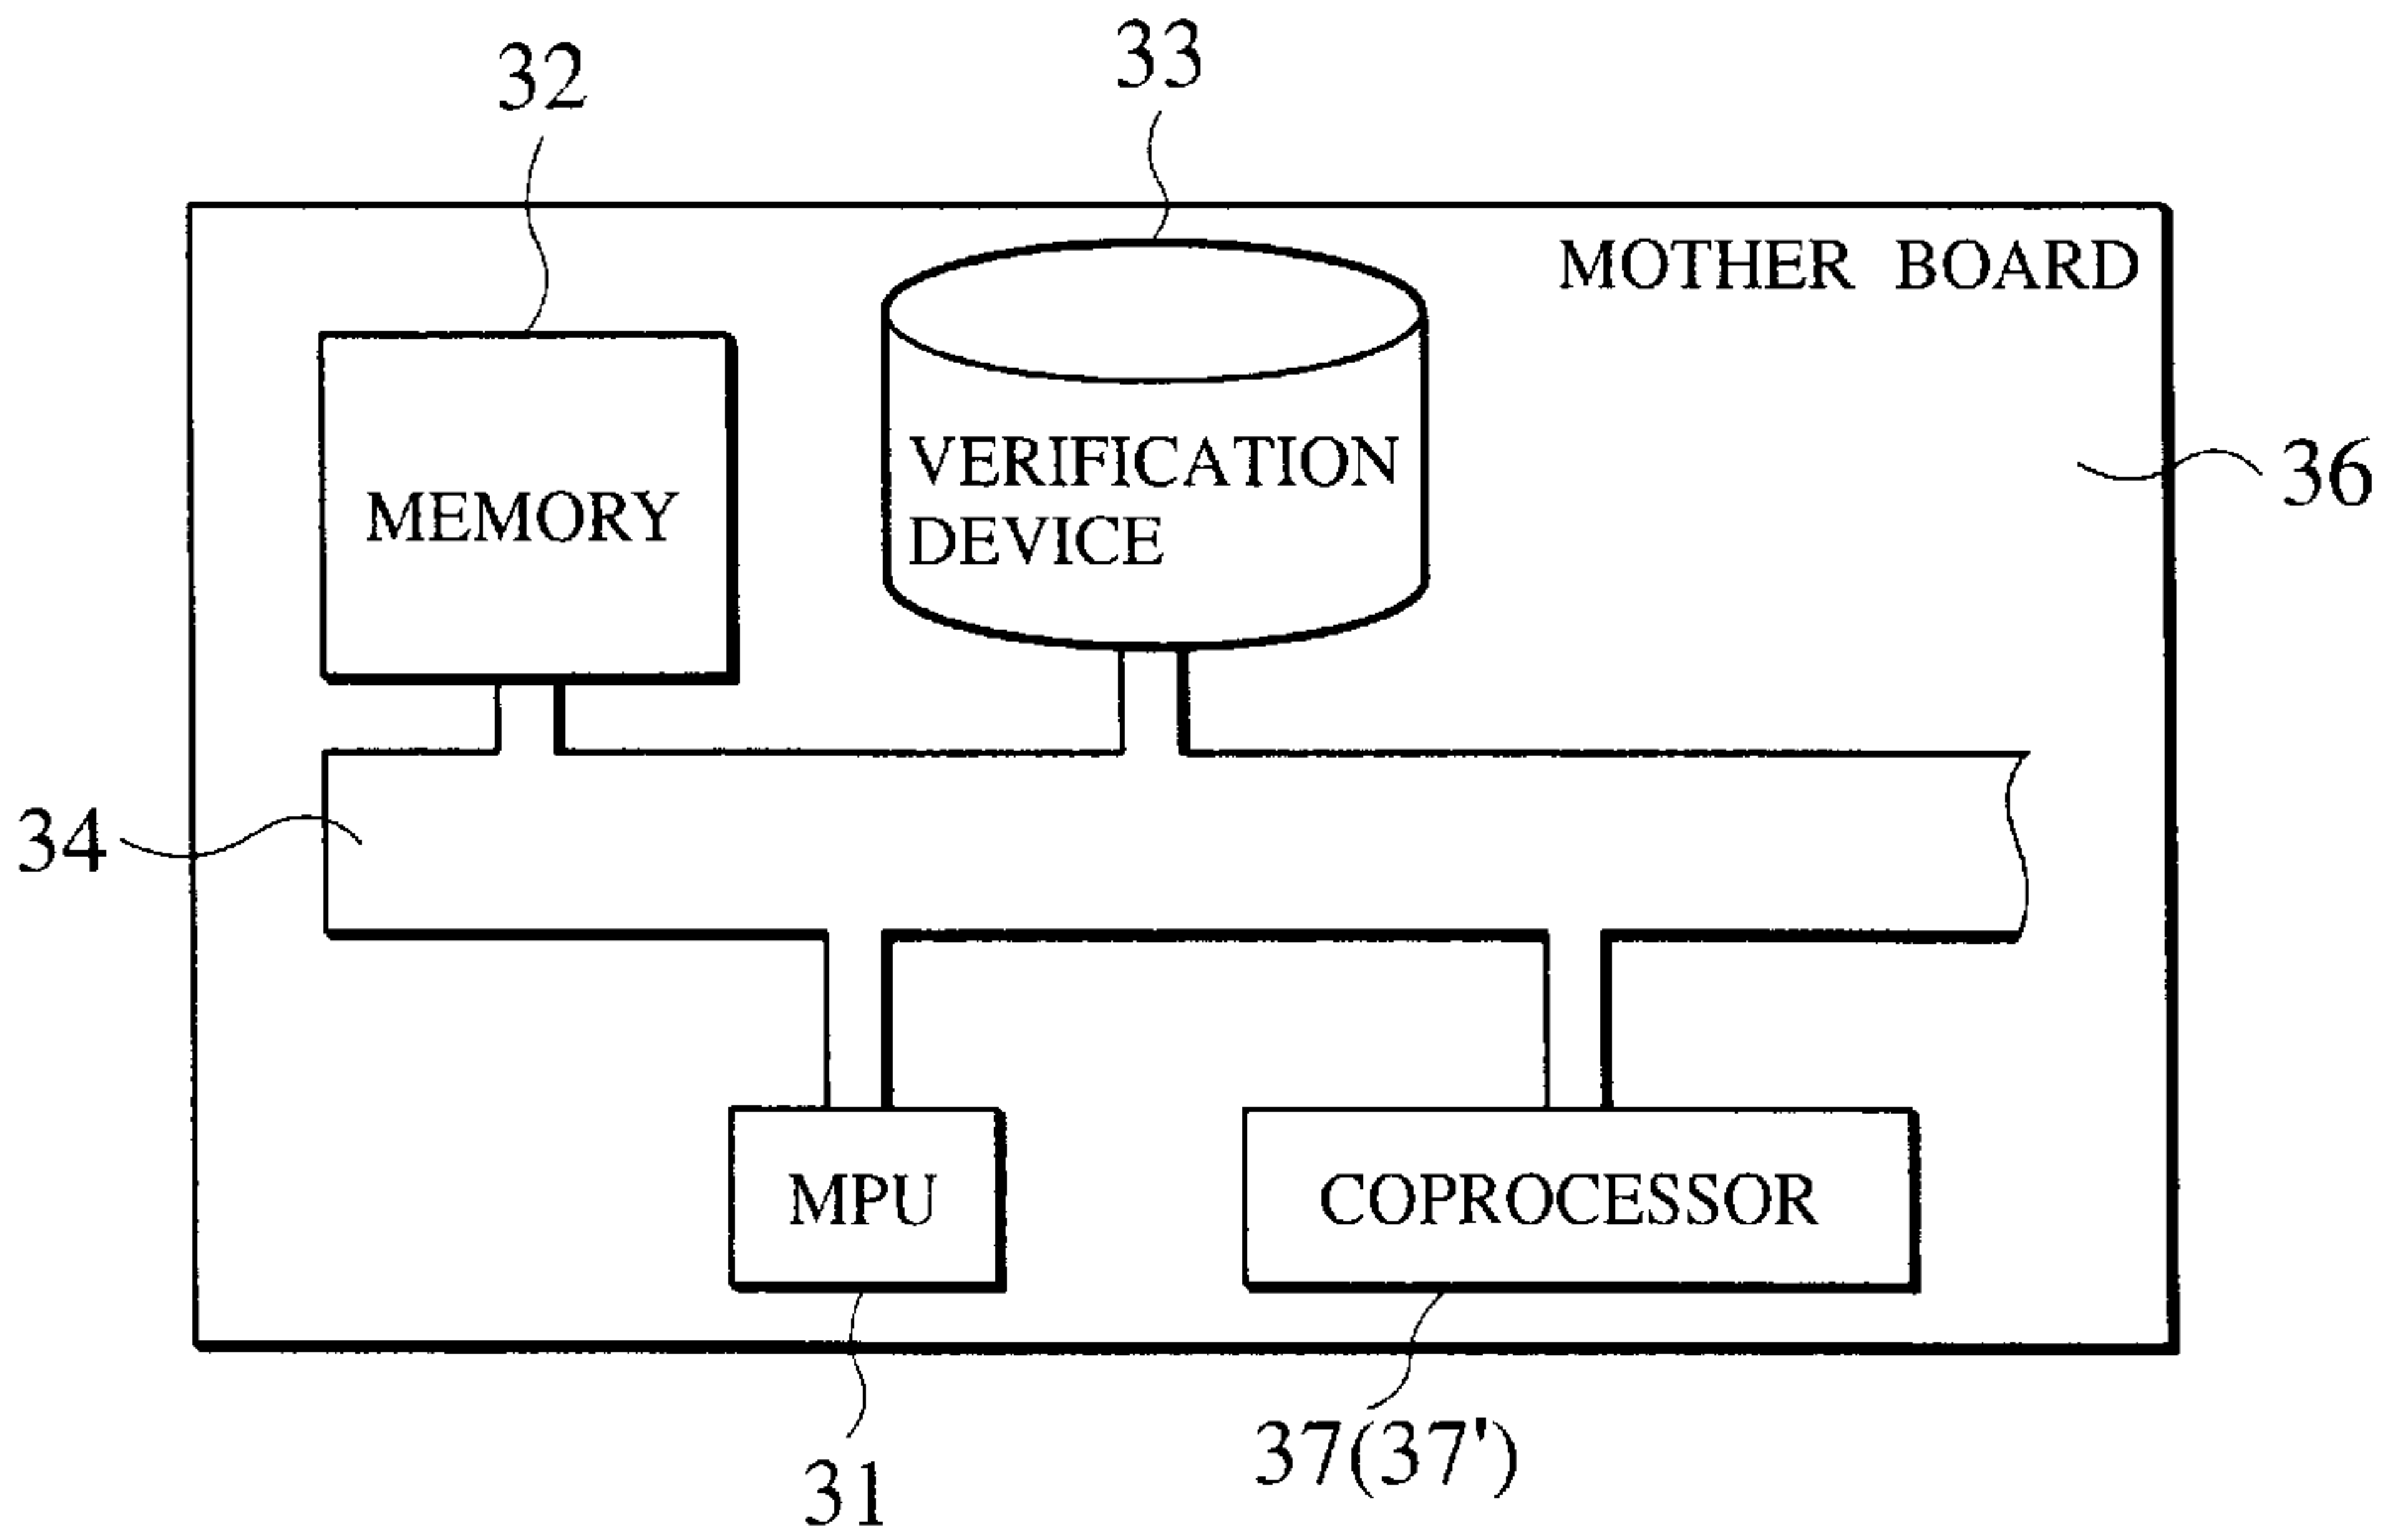 32
33
MOTHER BOARD
MEMORY
VERIFICATION
DEVICE
36
34
MPU
COPROCESSOR
31
37(37')